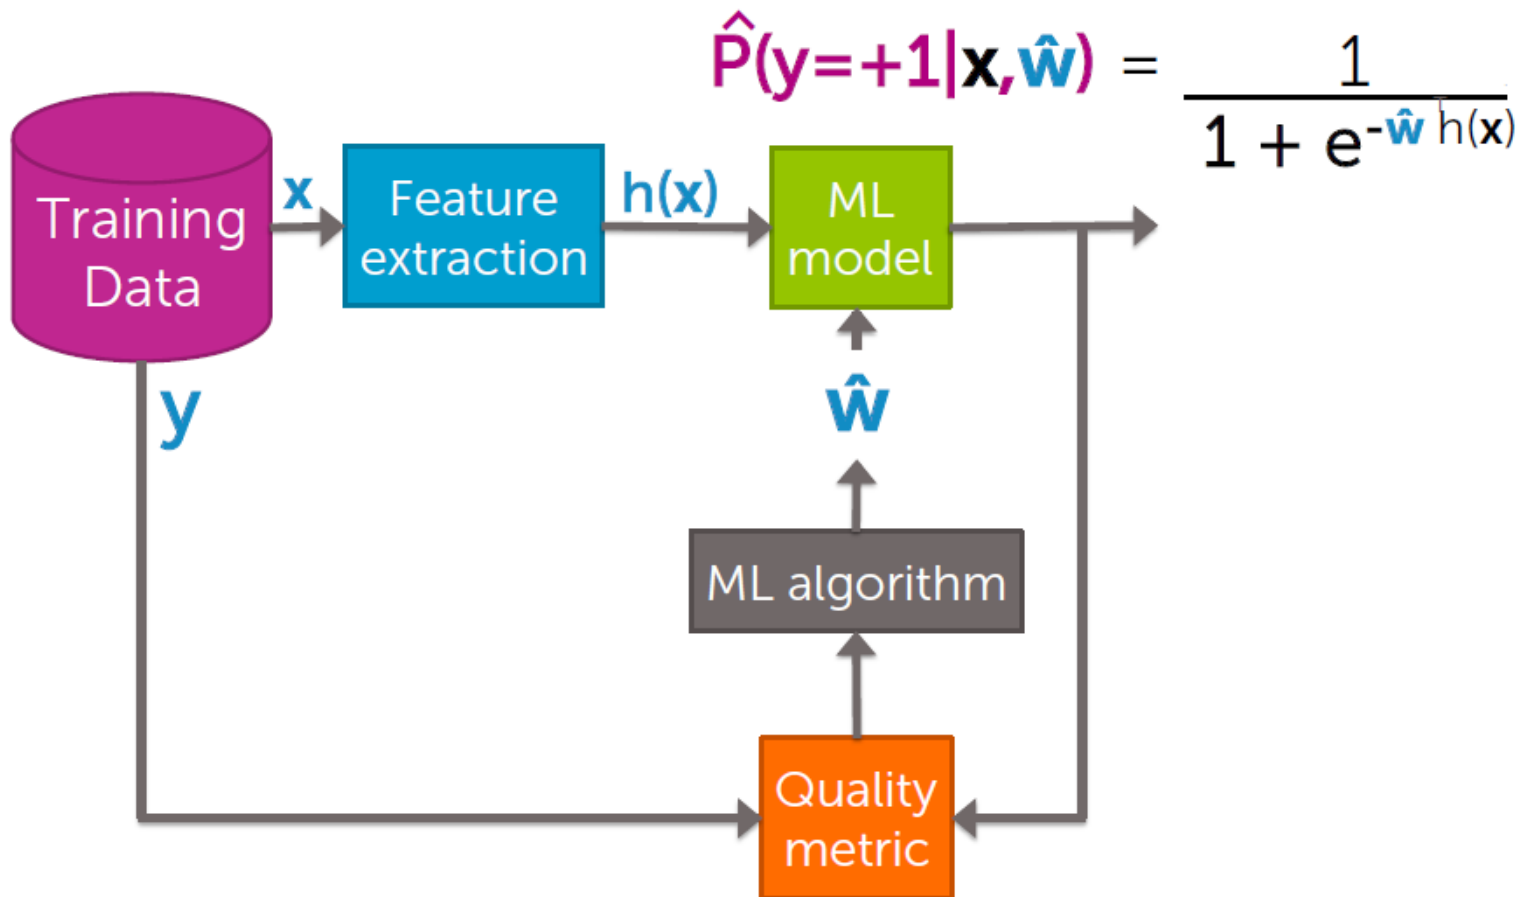 P̂(y=+1|x,ŵ) = 1
1 + e^-ŵ^T h(x)
Training
Data
x
Feature
extraction
h(x)
ML
model
y
ŵ
ML algorithm
Quality
metric